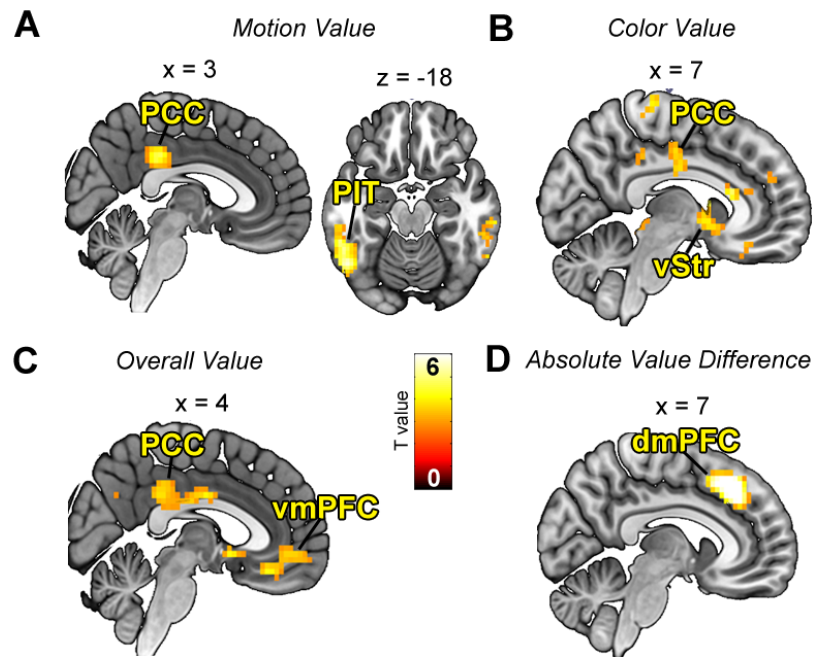 A
Motion Value
x = 3
z = -18
PCC
PIT
B
Color Value
x = 7
PCC
vStr
C
Overall Value
x = 4
PCC
vmPFC
6
T value
0
D
Absolute Value Difference
x = 7
dmPFC